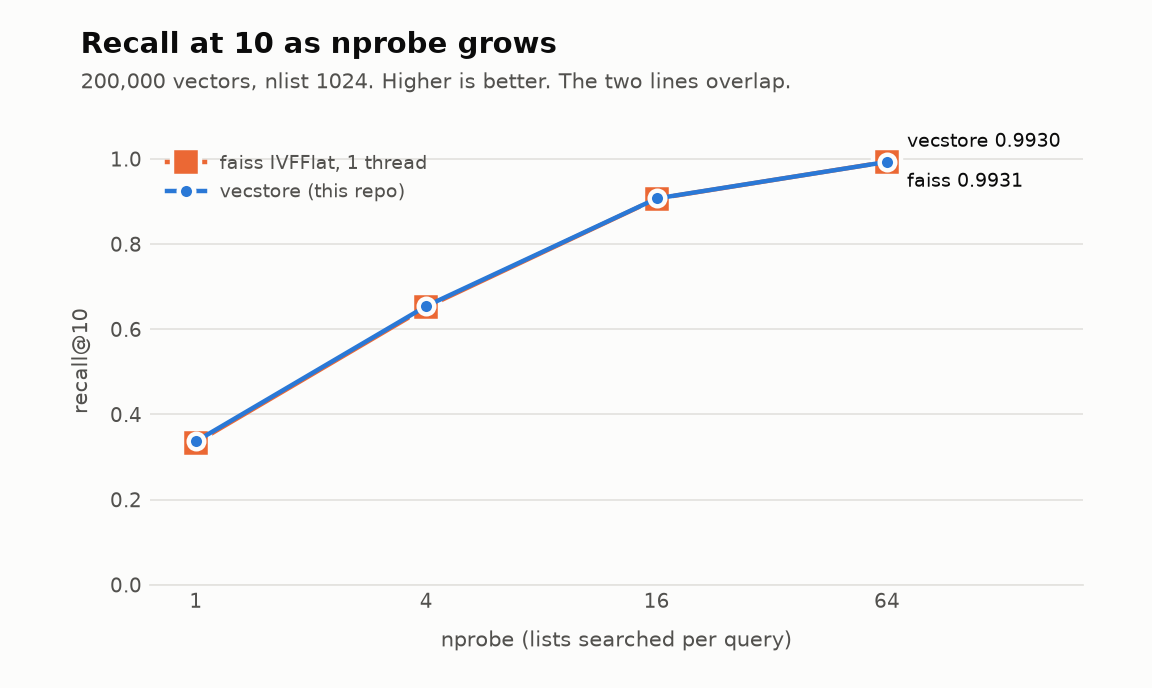 Recall at 10 as nprobe grows
200,000 vectors, nlist 1024. Higher is better. The two lines overlap.
vecstore 0.9930
faiss 0.9931
faiss IVFFlat, 1 thread
vecstore (this repo)
recall@10
1.0
0.8
0.6
0.4
0.2
0.0
1 4 16 64
nprobe (lists searched per query)